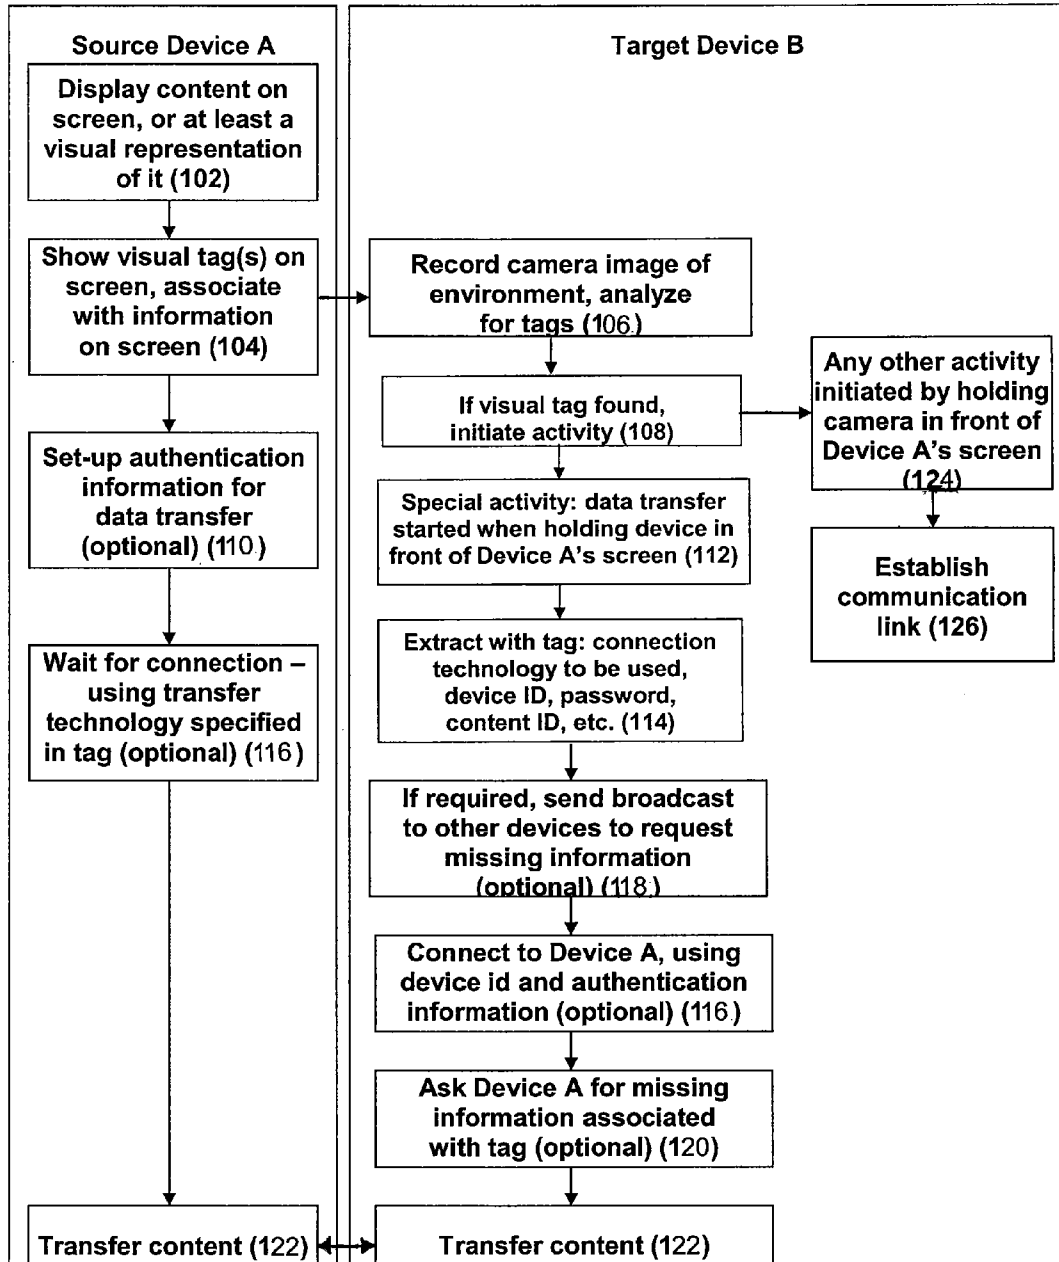 Source Device A
Display content on
screen, or at least a
visual representation
of it (102)
Show visual tag(s) on
screen, associate
with information
on screen (104)
Set-up authentication
information for
data transfer
(optional) (110.)
Wait for connection –
using transfer
technology specified
in tag (optional) (116)
Transfer content (122)
Target Device B
Record camera image of
environment, analyze
for tags (106.)
If visual tag found,
initiate activity (108)
Special activity: data transfer
started when holding device in
front of Device A's screen (112)
Extract with tag: connection
technology to be used,
device ID, password,
content ID, etc. (114)
If required, send broadcast
to other devices to request
missing information
(optional) (118.)
Connect to Device A, using
device id and authentication
information (optional) (116.)
Ask Device A for missing
information associated
with tag (optional) (120)
Transfer content (122)
Any other activity
initiated by holding
camera in front of
Device A's screen
(124)
Establish
communication
link (126)